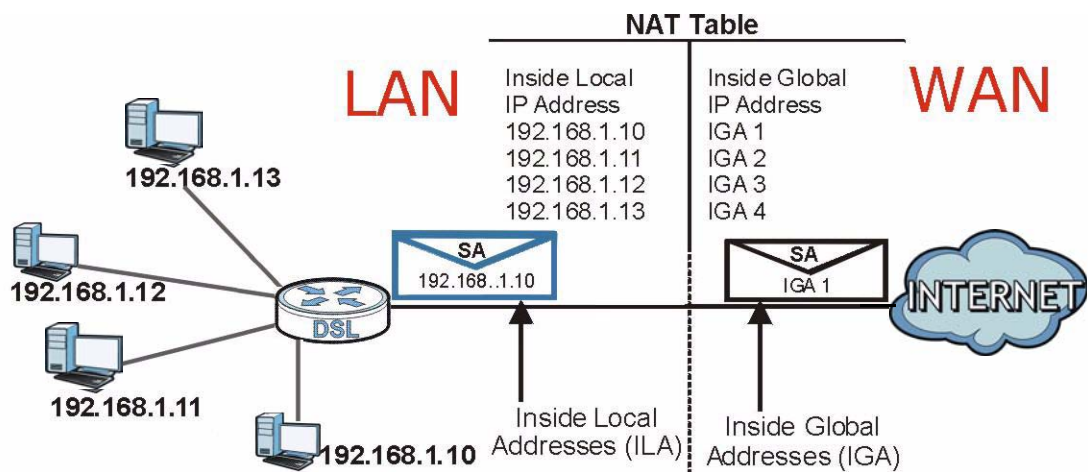 NAT Table
LAN
WAN
Inside Local
IP Address
192.168.1.10
192.168.1.11
192.168.1.12
192.168.1.13
Inside Global
IP Address
IGA 1
IGA 2
IGA 3
IGA 4
192.168.1.13
192.168.1.12
192.168.1.11
192.168.1.10
DSL
SA
192.168..1.10
SA
IGA 1
INTERNET
Inside Local
Addresses (ILA)
Inside Global
Addresses (IGA)